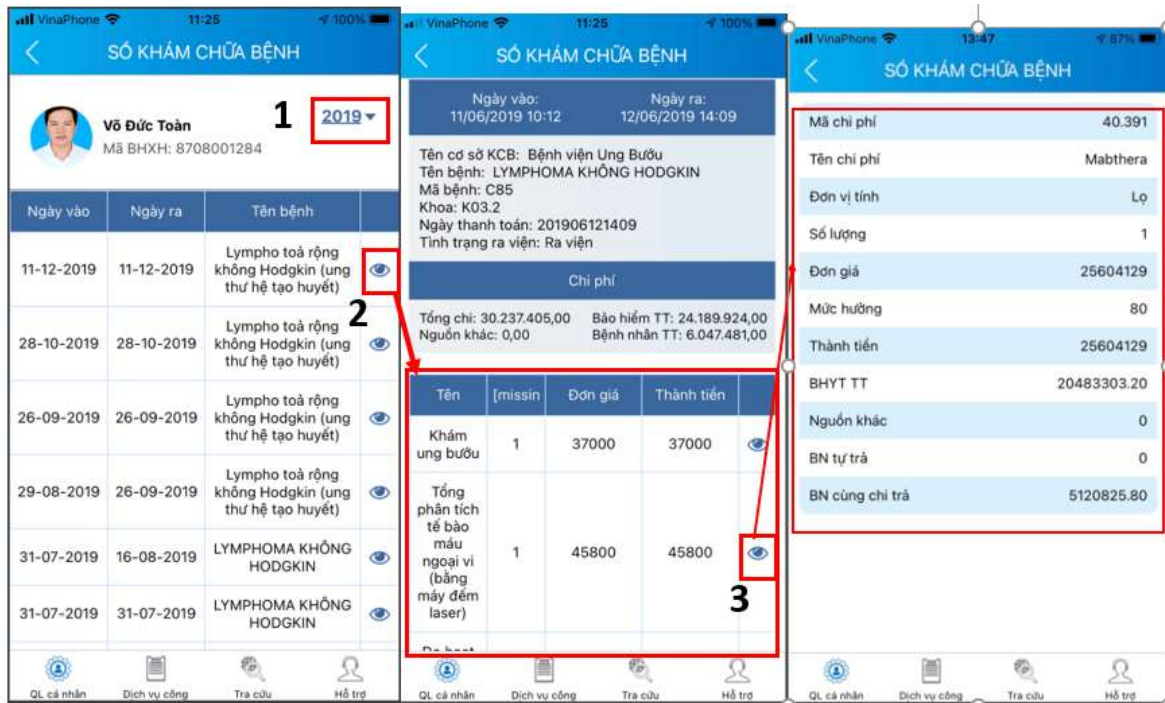 VinaPhone 11:25 100%
SỔ KHÁM CHỮA BỆNH
1
2019
Võ Đức Toàn
Mã BHXH: 8708001284
Ngày vào Ngày ra Tên bệnh
11-12-2019 11-12-2019 Lympho toả rộng
không Hodgkin (ung
thư hệ tạo huyết)
2
28-10-2019 28-10-2019 Lympho toả rộng
không Hodgkin (ung
thư hệ tạo huyết)
26-09-2019 26-09-2019 Lympho toả rộng
không Hodgkin (ung
thư hệ tạo huyết)
29-08-2019 26-09-2019 Lympho toả rộng
không Hodgkin (ung
thư hệ tạo huyết)
31-07-2019 16-08-2019 LYMPHOMA KHÔNG
HODGKIN
31-07-2019 31-07-2019 LYMPHOMA KHÔNG
HODGKIN
QL cá nhân Dịch vụ công Tra cứu Hỗ trợ
VinaPhone 11:25 100%
SỔ KHÁM CHỮA BỆNH
Ngày vào: Ngày ra:
11/06/2019 10:12 12/06/2019 14:09
Tên cơ sở KCB: Bệnh viện Ung Bướu
Tên bệnh: LYMPHOMA KHÔNG HODGKIN
Mã bệnh: C85
Khoa: K03.2
Ngày thanh toán: 201906121409
Tình trạng ra viện: Ra viện
Chi phí
Tổng chi: 30.237.405,00 Bảo hiểm TT: 24.189.924,00
Nguồn khác: 0,00 Bệnh nhân TT: 6.047.481,00
Tên [missin Đơn giá Thành tiền
Khám
ung bướu 1 37000 37000
Tổng
phân tích
tế bào
máu
ngoại vi
(bằng
máy đếm
laser) 1 45800 45800
3
QL cá nhân Dịch vụ công Tra cứu Hỗ trợ
VinaPhone 13:47 87%
SỔ KHÁM CHỮA BỆNH
Mã chi phí 40.391
Tên chi phí Mabthera
Đơn vị tính Lọ
Số lượng 1
Đơn giá 25604129
Mức hưởng 80
Thành tiền 25604129
BHYT TT 20483303.20
Nguồn khác 0
BN tự trả 0
BN cùng chi trả 5120825.80
QL cá nhân Dịch vụ công Tra cứu Hỗ trợ